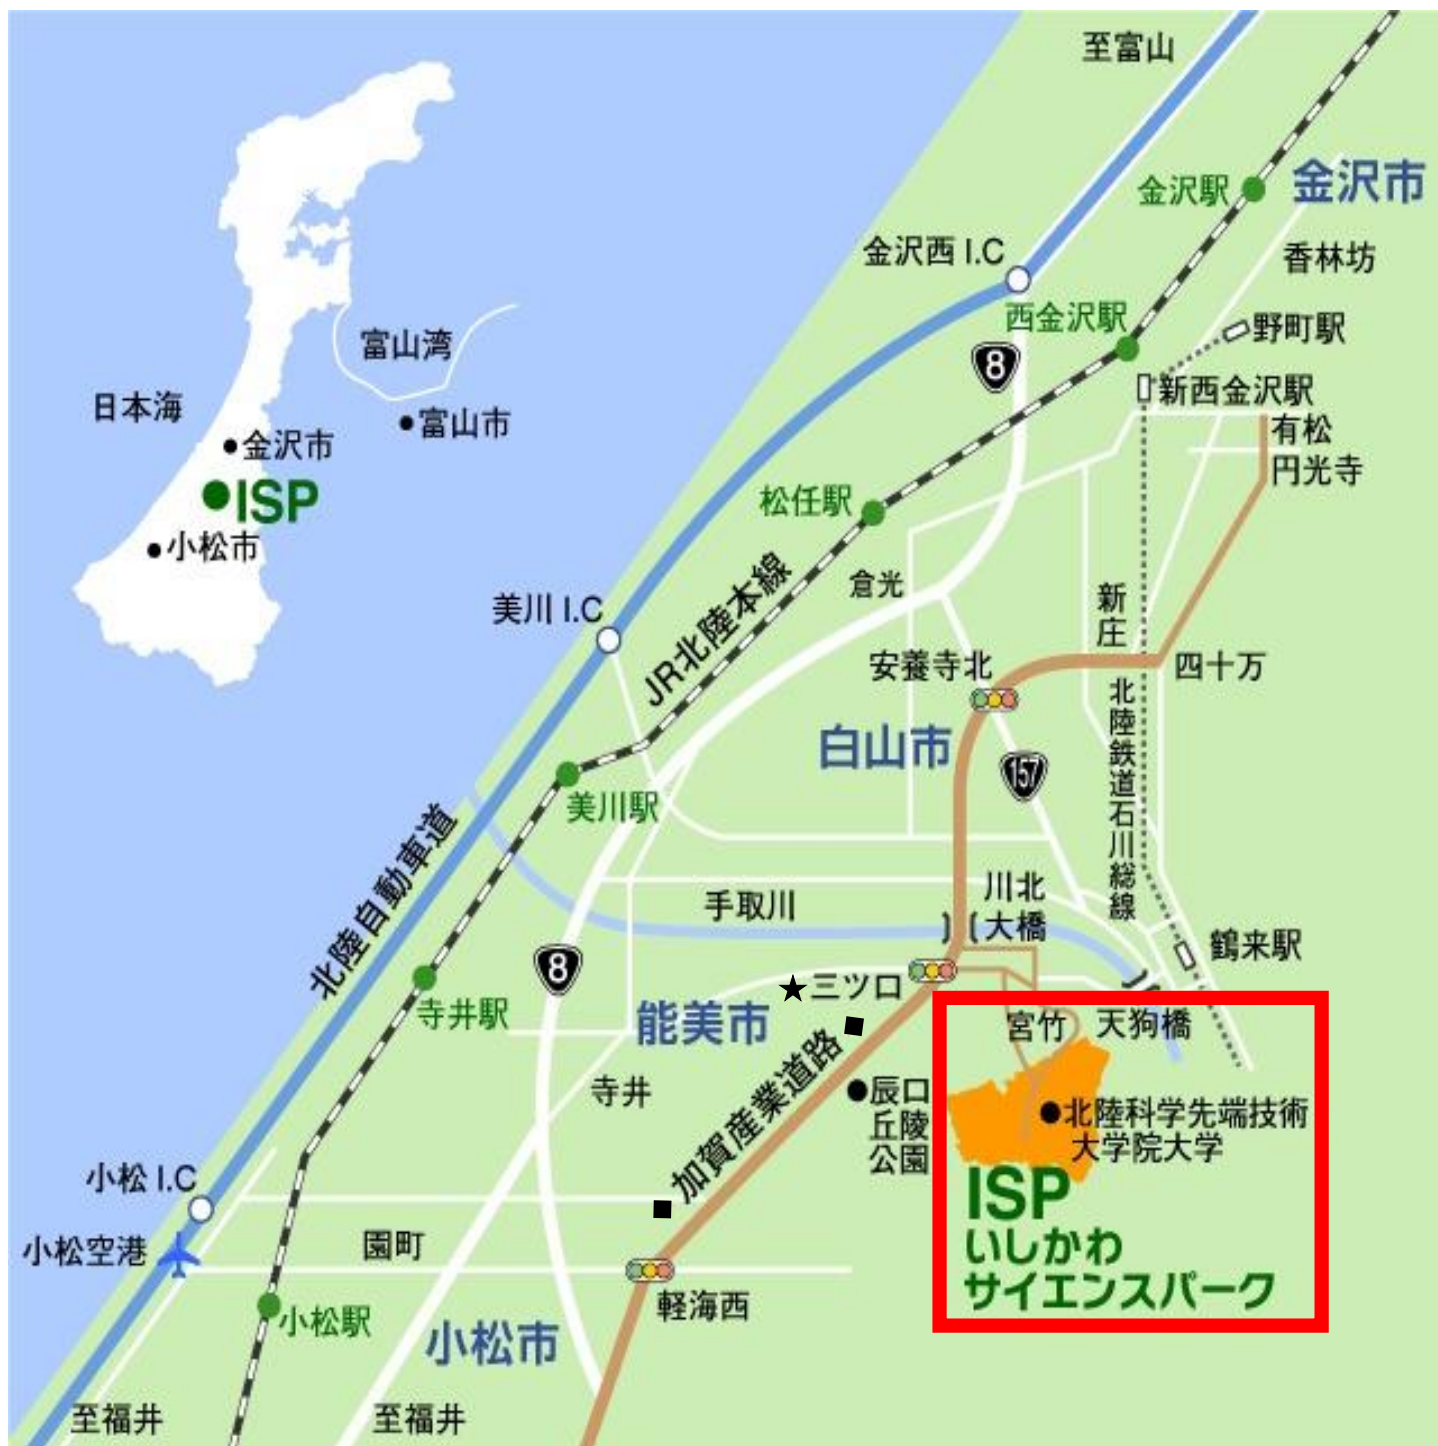 至富山
金沢駅
金沢市
金沢西 I.C
香林坊
西金沢駅
野町駅
富山湾
8
新西金沢駅
日本海
富山市
有松
金沢市
円光寺
ISP
松任駅
小松市
倉光
新庄
美川 I.C
JR北陸本線
安養寺北
四十万
北陸鉄道石川総線
白山市
157
美川駅
北陸自動車道
川北
大橋
手取川
鶴来駅
8
三ツ口
寺井駅
能美市
宮竹
天狗橋
加賀産業道路
寺井
辰口
丘陵
公園
北陸科学先端技術
大学院大学
小松 I.C
ISP
いしかわ
サイエンスパーク
小松空港
園町
軽海西
小松駅
小松市
至福井
至福井